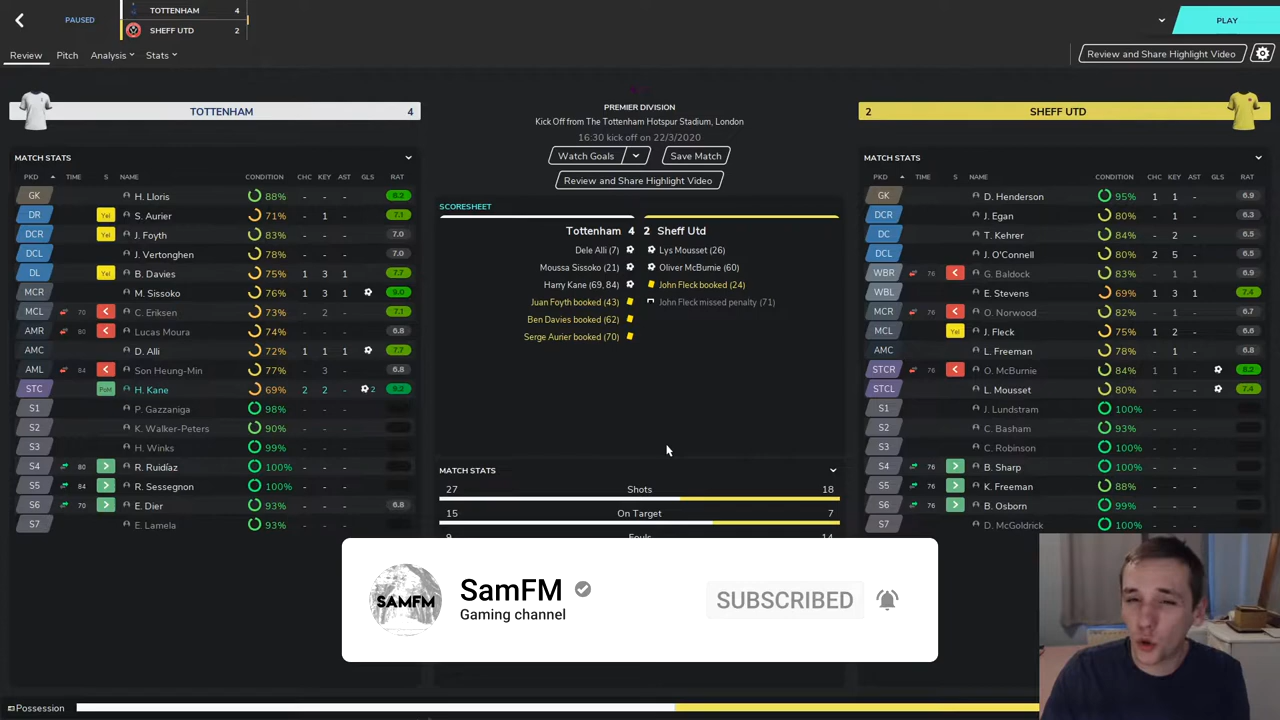 PAUSED
TOTTENHAM 4
SHEFF UTD 2
PLAY
Review Pitch Analysis Stats
Review and Share Highlight Video
TOTTENHAM 4
2 SHEFF UTD
PREMIER DIVISION
Kick Off from The Tottenham Hotspur Stadium, London
16:30 kick off on 22/3/2020
Watch Goals Save Match
Review and Share Highlight Video
MATCH STATS
PKD TIME S NAME CONDITION CHC KEY AST GLS RAT
GK H. Lloris 88% - - - - 8.2
DR Yel S. Aurier 71% - 1 - - 7.1
DCR Yel J. Foyth 83% - - - - 7.0
DCL J. Vertonghen 78% - - - - 7.0
DL Yel B. Davies 75% 1 3 1 - 7.7
MCR M. Sissoko 76% 1 3 1 9.0
MCL 70 C. Eriksen 73% - 2 - - 7.1
AMR 80 Lucas Moura 74% - - - - 6.8
AMC D. Alli 72% 1 1 1 7.7
AML 84 Son Heung-Min 77% - 3 - - 6.8
STC PoM H. Kane 69% 2 2 - 2 9.2
S1 P. Gazzaniga 98% - - - -
S2 K. Walker-Peters 90% - - - -
S3 H. Winks 99% - - - -
S4 80 R. Ruidíaz 100% - - - -
S5 84 R. Sessegnon 100% - - - -
S6 70 E. Dier 93% - - - - 6.8
S7 E. Lamela 93% - - - -
SCORESHEET
Tottenham 4 2 Sheff Utd
Dele Alli (7) Lys Mousset (26)
Moussa Sissoko (21) Oliver McBurnie (60)
Harry Kane (69, 84) John Fleck booked (24)
Juan Foyth booked (43) John Fleck missed penalty (71)
Ben Davies booked (62)
Serge Aurier booked (70)
MATCH STATS
27 Shots 18
15 On Target 7
9 Fouls 14
MATCH STATS
PKD TIME S NAME CONDITION CHC KEY AST GLS RAT
GK D. Henderson 95% 1 1 - - 6.9
DCR J. Egan 80% - - - - 6.3
DC T. Kehrer 84% - 2 - - 6.5
DCL J. O'Connell 80% 2 5 - - 6.5
WBR 76 G. Baldock 83% - 1 1 - 6.9
WBL E. Stevens 69% 1 3 1 - 7.4
MCR 76 O. Norwood 82% - 1 - - 6.7
MCL Yel J. Fleck 75% 1 2 - - 6.6
AMC L. Freeman 78% - 1 - - 6.8
STCR 76 O. McBurnie 84% 1 1 - 8.2
STCL L. Mousset 80% - - - 7.4
S1 J. Lundstram 100% - - - -
S2 C. Basham 93% - - - -
S3 C. Robinson 100% - - - -
S4 76 B. Sharp 100% - - - -
S5 76 K. Freeman 88% - - - -
S6 76 B. Osborn 99% - - - -
S7 D. McGoldrick 100% - - - -
SAMFM
SamFM
Gaming channel
SUBSCRIBED
Possession